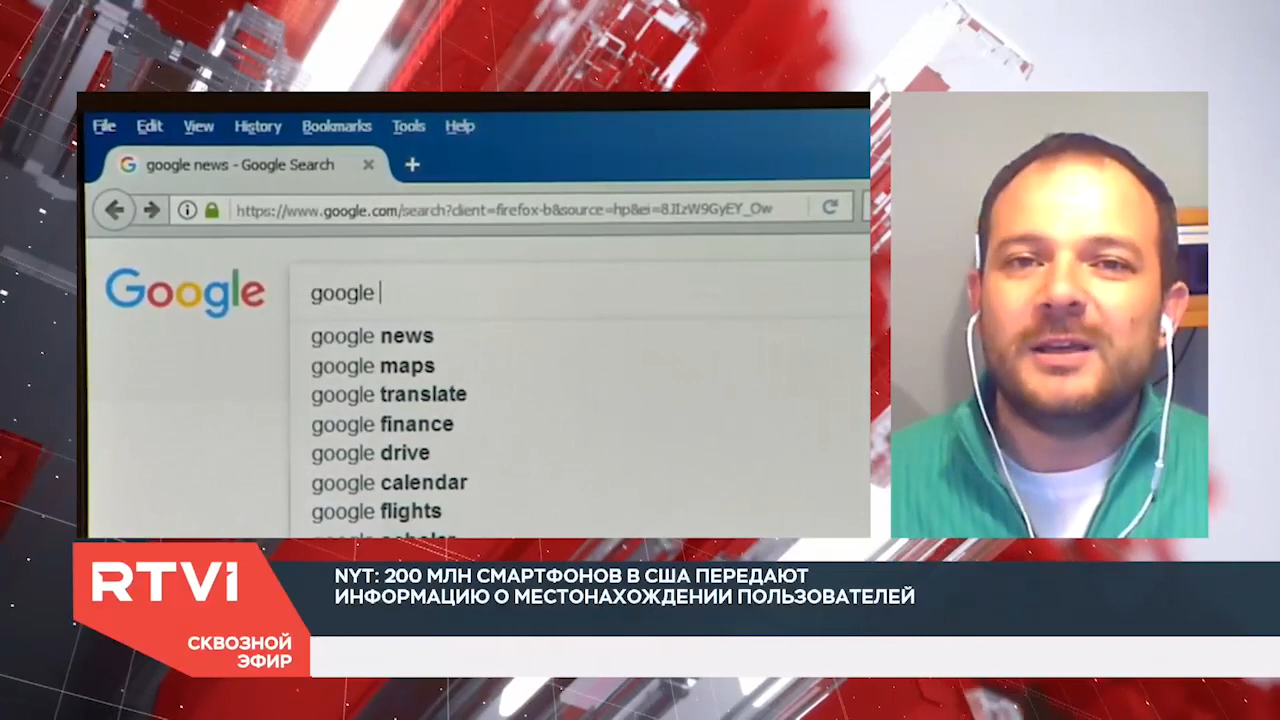 File Edit View History Bookmarks Tools Help
google news - Google Search
https://www.google.com/search?client=firefox-b&source=hp&ei=8JIzW9GyEY_Ow
Google
google
google news
google maps
google translate
google finance
google drive
google calendar
google flights
RTVi
СКВОЗНОЙ
ЭФИР
NYT: 200 МЛН СМАРТФОНОВ В США ПЕРЕДАЮТ
ИНФОРМАЦИЮ О МЕСТОНАХОЖДЕНИИ ПОЛЬЗОВАТЕЛЕЙ